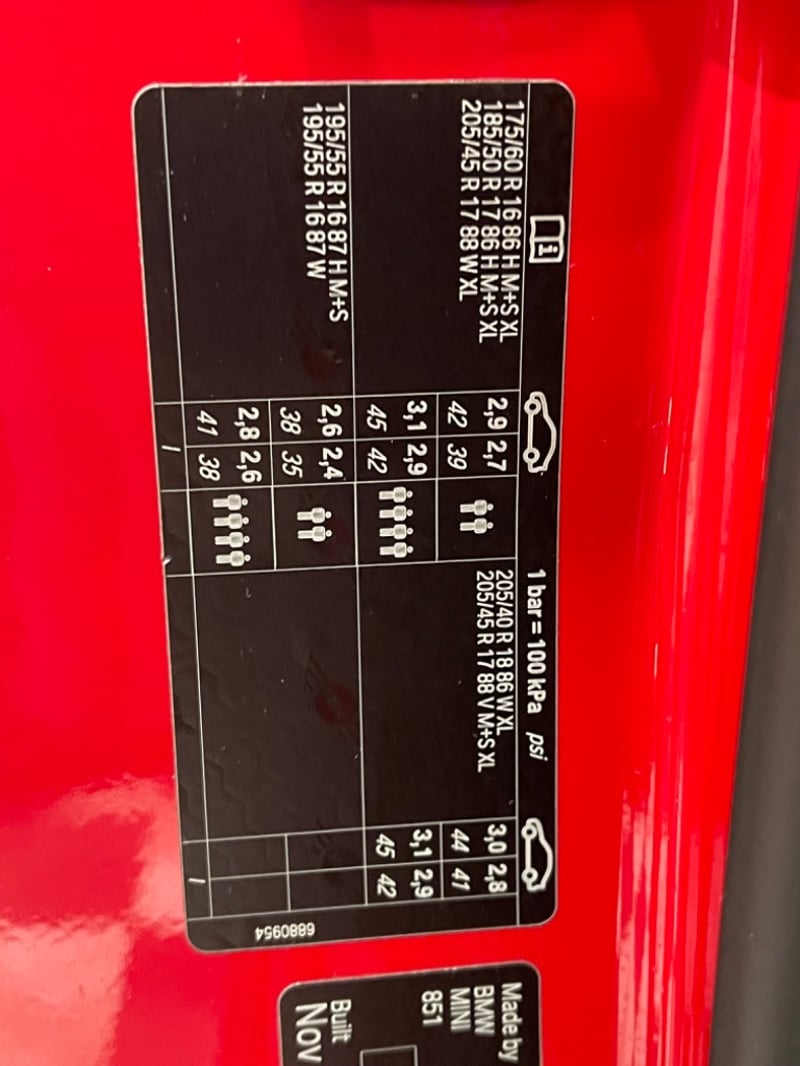 1 bar = 100 kPa psi
175/60 R 16 86 H M+S XL
185/50 R 17 86 H M+S XL
205/45 R 17 88 W XL
2,9 2,7
42 39
3,1 2,9
45 42
205/40 R 18 86 W XL
205/45 R 17 88 V M+S XL
3,0 2,8
44 41
3,1 2,9
45 42
195/55 R 16 87 H M+S
195/55 R 16 87 W
2,6 2,4
38 35
2,8 2,6
41 38
/
/
6880954
Made by
BMW
MINI
851
Built
Nov